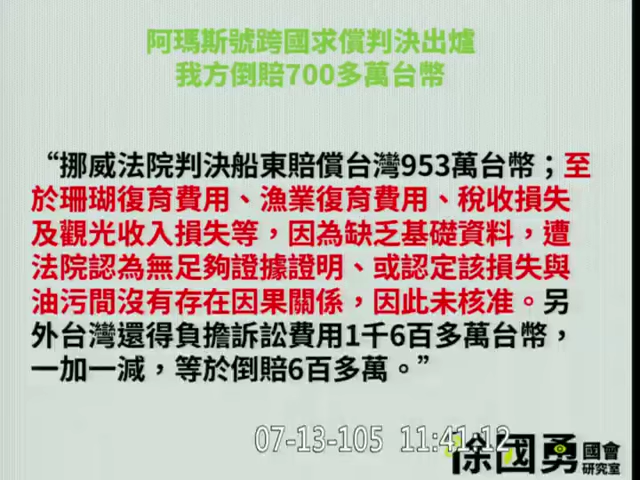 阿瑪斯號跨國求償判決出爐
我方倒賠700多萬台幣
“挪威法院判決船東賠償台灣953萬台幣；至
於珊瑚復育費用、漁業復育費用、稅收損失
及觀光收入損失等，因為缺乏基礎資料，遭
法院認為無足夠證據證明、或認定該損失與
油污間沒有存在因果關係，因此未核准。另
外台灣還得負擔訴訟費用1千6百多萬台幣，
一加一減，等於倒賠6百多萬。”
07-13-105 11:41:12
徐國勇 國會
研究室